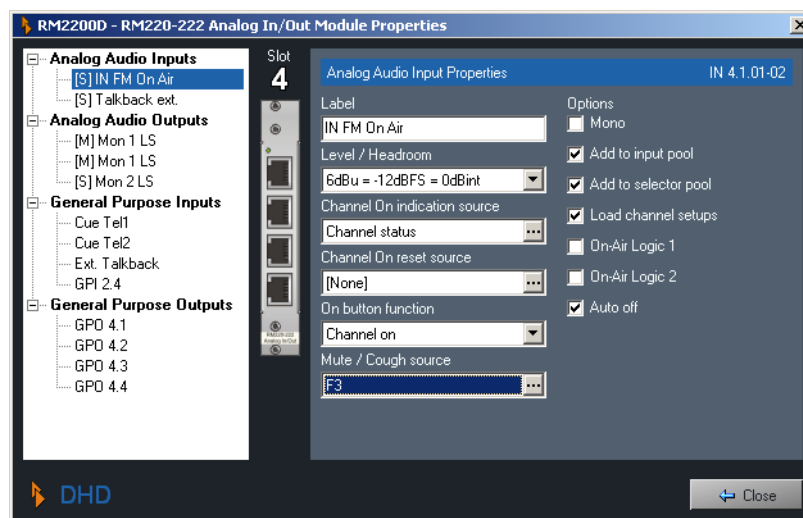 RM2200D - RM220-222 Analog In/Out Module Properties
Analog Audio Inputs
[S] IN FM On Air
[S] Talkback ext.
Analog Audio Outputs
[M] Mon 1 LS
[M] Mon 1 LS
[S] Mon 2 LS
General Purpose Inputs
Cue Tel1
Cue Tel2
Ext. Talkback
GPI 2.4
General Purpose Outputs
GPO 4.1
GPO 4.2
GPO 4.3
GPO 4.4
Slot
4
RM220-222
Analog In/Out
Analog Audio Input Properties IN 4.1.01-02
Label
IN FM On Air
Level / Headroom
6dBu = -12dBFS = 0dBint
Channel On indication source
Channel status
Channel On reset source
[None]
On button function
Channel on
Mute / Cough source
F3
Options
Mono
Add to input pool
Add to selector pool
Load channel setups
On-Air Logic 1
On-Air Logic 2
Auto off
DHD
Close